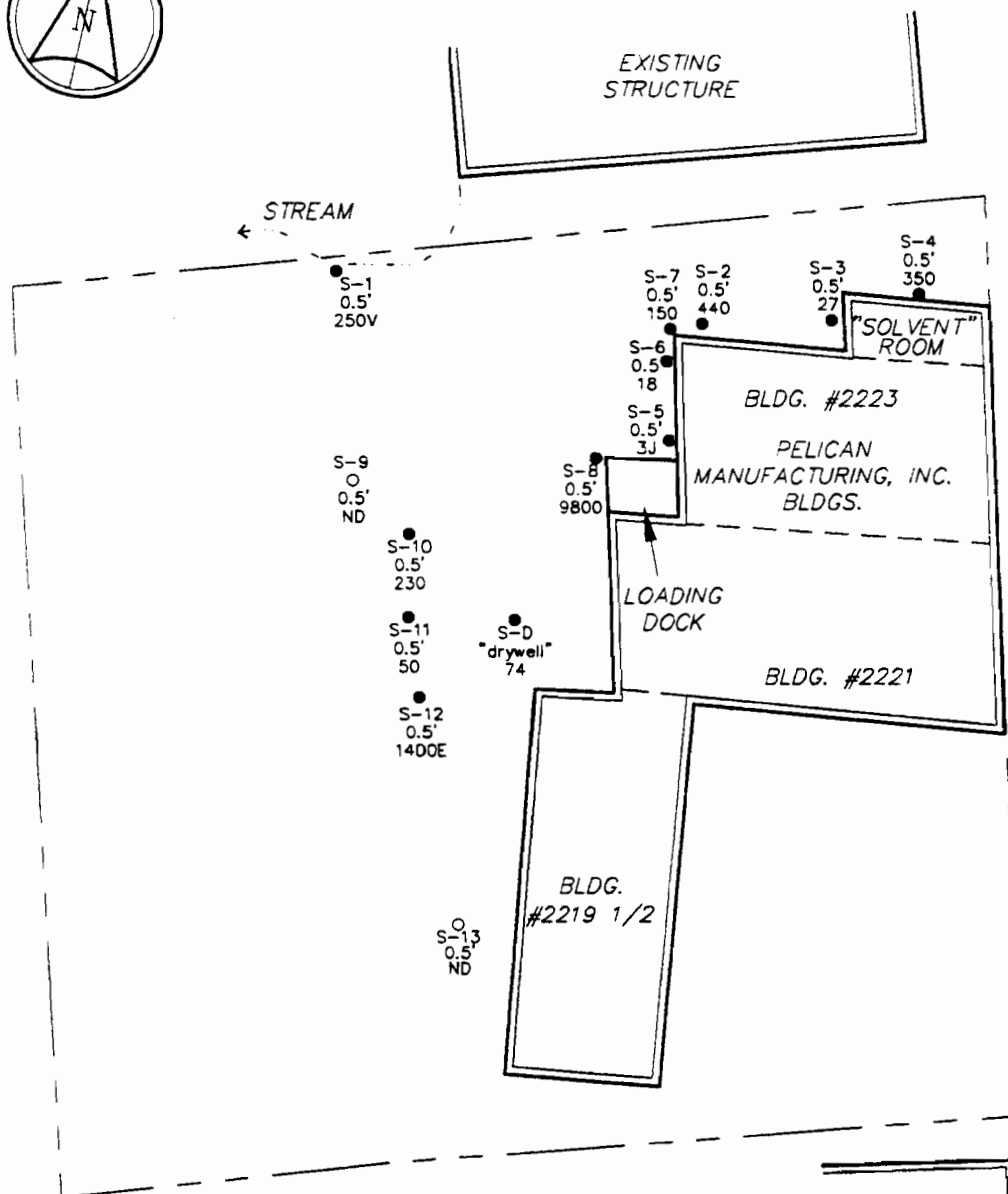 N
EXISTING
STRUCTURE
STREAM
S-1
0.5'
250V
S-7
0.5'
150
S-2
0.5'
440
S-3
0.5'
27
S-4
0.5'
350
"SOLVENT"
ROOM
S-6
0.5'
18
S-5
0.5'
3J
S-8
0.5'
9800
BLDG. #2223
PELICAN
MANUFACTURING, INC.
BLDGS.
S-9
0.5'
ND
S-10
0.5'
230
S-11
0.5'
50
S-12
0.5'
1400E
S-D
"drywell"
74
LOADING
DOCK
BLDG. #2221
BLDG.
#2219 1/2
S-13
0.5'
ND